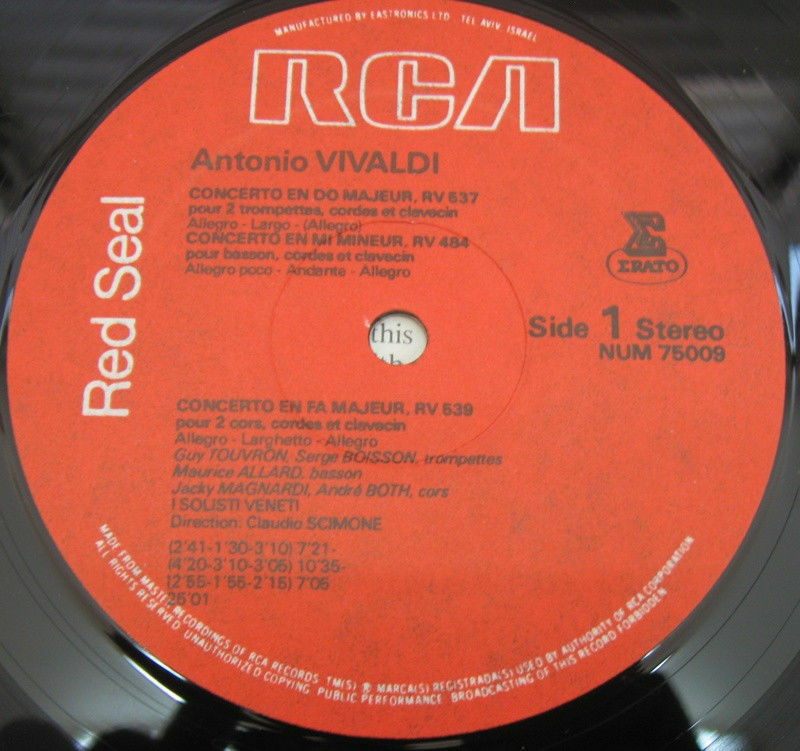 MANUFACTURED BY EASTRONICS LTD TEL AVIV ISRAEL
RCA
Antonio VIVALDI
CONCERTO EN DO MAJEUR, RV 537
pour 2 trompettes, cordes et clavecin
Allegro - Largo - (Allegro)
CONCERTO EN MI MINEUR, RV 484
pour basson, cordes et clavecin
Allegro poco - Andante - Allegro
Red Seal
ERATO
Side 1 Stereo
NUM 75009
this
CONCERTO EN FA MAJEUR, RV 539
pour 2 cors, cordes et clavecin
Allegro - Larghetto - Allegro
Guy TOUVRON, Serge BOISSON, trompettes
Maurice ALLARD, basson
Jacky MAGNARDI, André BOTH, cors
I SOLISTI VENETI
Direction: Claudio SCIMONE
(2'41-1'30-3'10) 7'21-
(4'20-3'10-3'05) 10'35-
(2'55-1'55-2'15) 7'05
25'01
MADE FROM MASTER RECORDINGS OF RCA RECORDS TM(S) ® MARCA(S) REGISTRADA(S) USED BY AUTHORITY OF RCA CORPORATION
ALL RIGHTS RESERVED UNAUTHORIZED COPYING PUBLIC PERFORMANCE BROADCASTING OF THIS RECORD FORBIDDEN